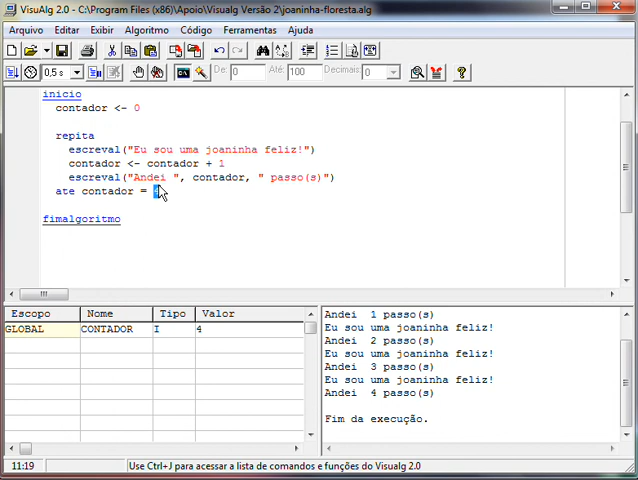 VisuAlg 2.0 - C:\Program Files (x86)\Apoio\Visualg Versão 2\joaninha-floresta.alg
Arquivo Editar Exibir Algoritmo Código Ferramentas Ajuda
0,5 s De: 0 Até: 100 Decimais: 0
inicio
contador <- 0
repita
escreval("Eu sou uma joaninha feliz!")
contador <- contador + 1
escreval("Andei ", contador, " passo(s)")
ate contador =
fimalgoritmo
Escopo Nome Tipo Valor
GLOBAL CONTADOR I 4
Andei 1 passo(s)
Eu sou uma joaninha feliz!
Andei 2 passo(s)
Eu sou uma joaninha feliz!
Andei 3 passo(s)
Eu sou uma joaninha feliz!
Andei 4 passo(s)
Fim da execução.
11:19 Use Ctrl+J para acessar a lista de comandos e funções do Visualg 2.0